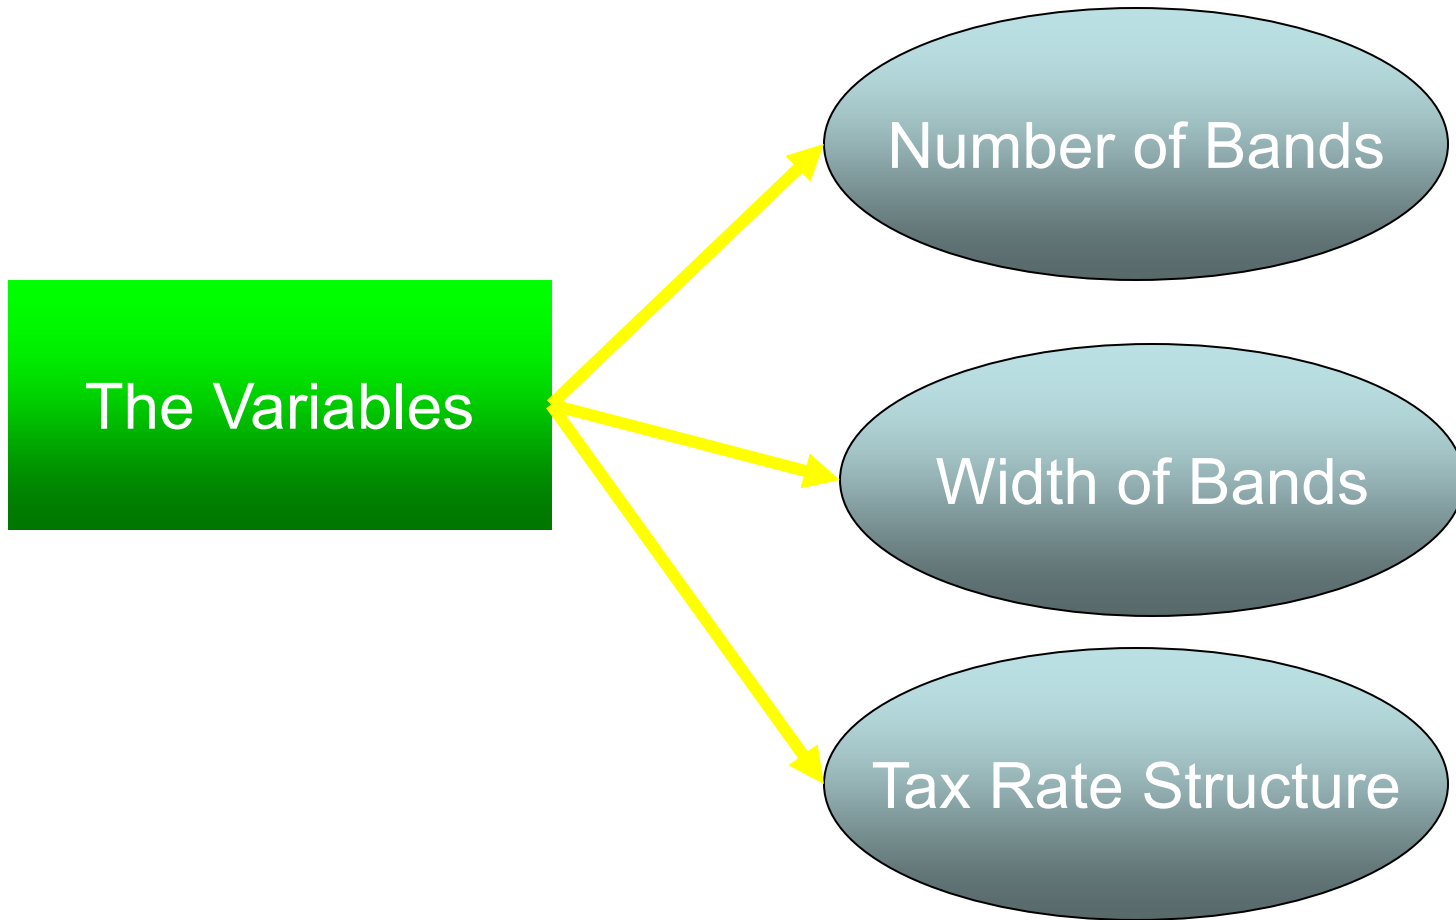 Number of Bands
The Variables
Width of Bands
Tax Rate Structure